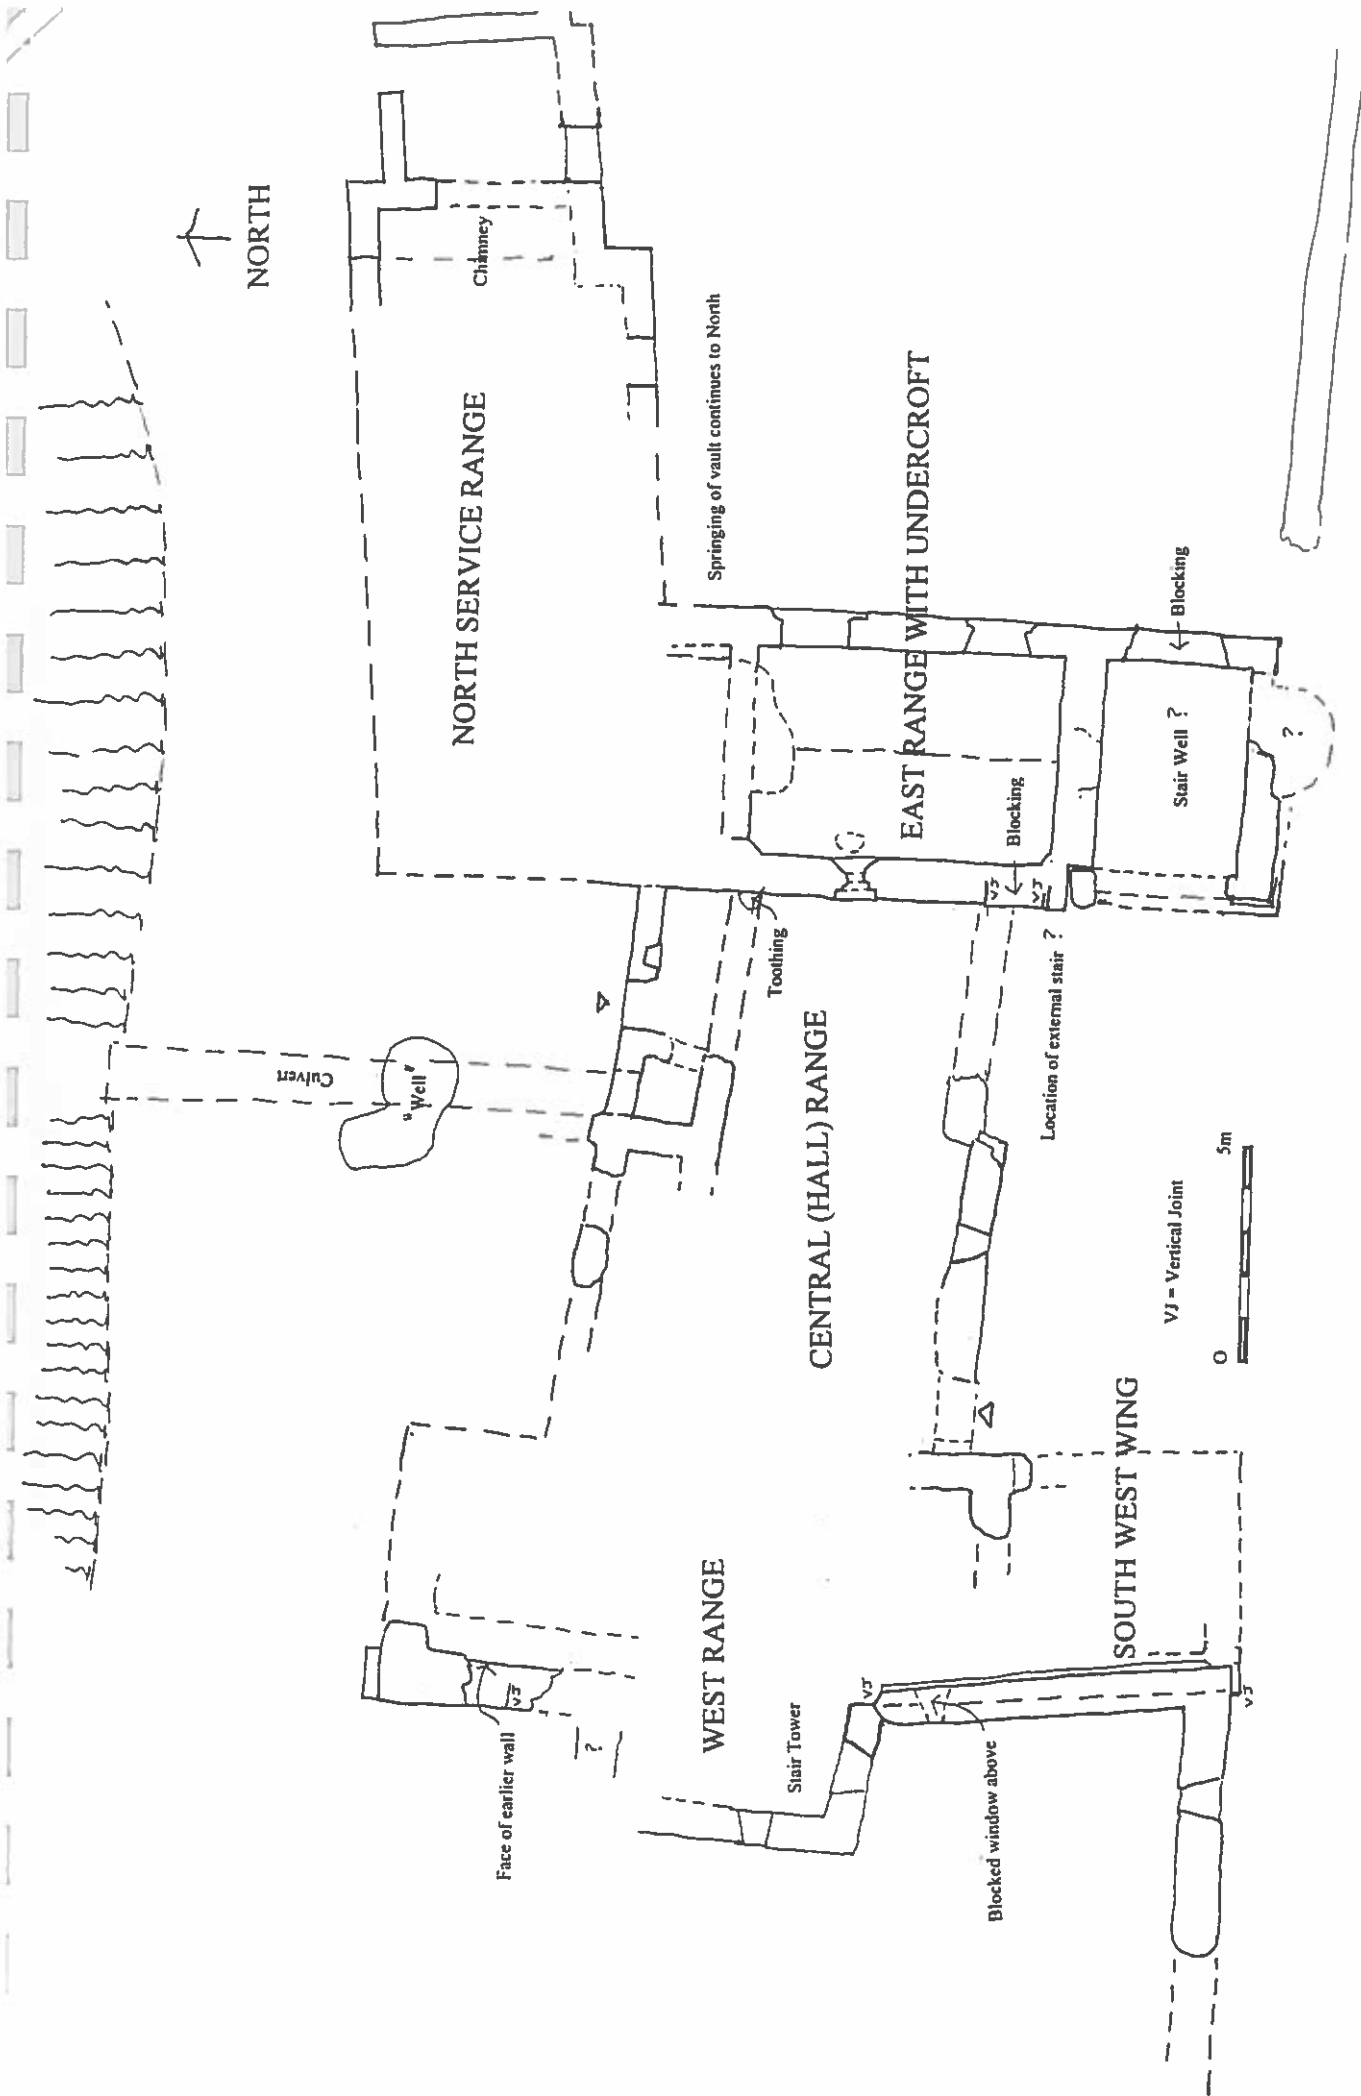 NORTH
Chimney
NORTH SERVICE RANGE
Springing of vault continues to North
Culvert
"Well"
EAST RANGE WITH UNDERCROFT
Blocking
Stair Well ?
?
Blocking
VJ
VJ
Toothing
Location of external stair ?
CENTRAL (HALL) RANGE
WEST RANGE
Face of earlier wall
VJ
?
Stair Tower
VJ
Blocked window above
SOUTH WEST WING
VJ
VJ = Vertical Joint
O 5m